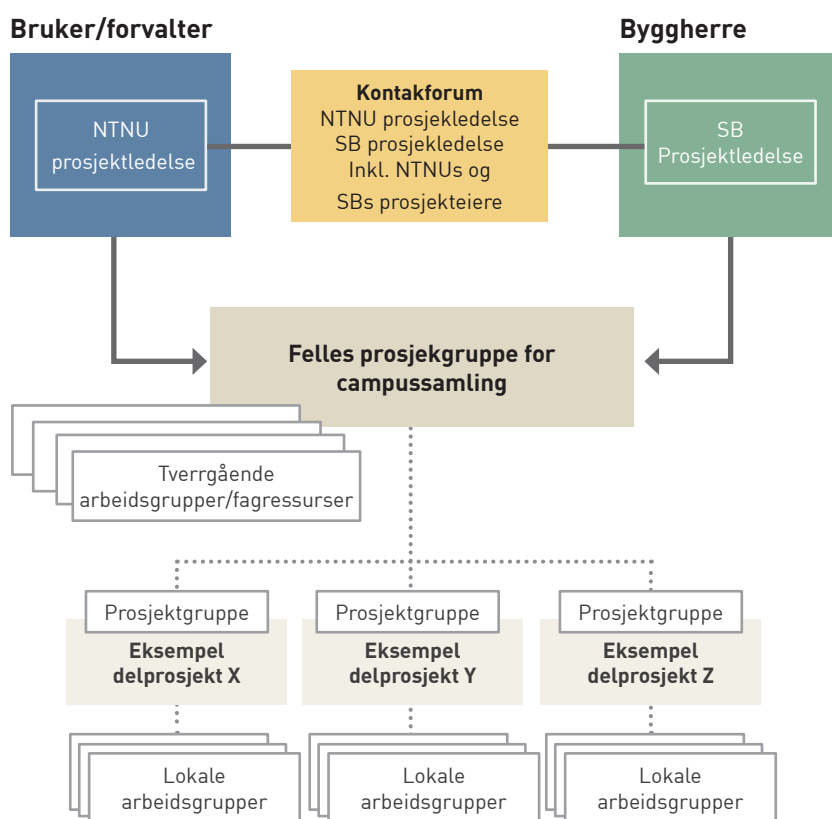 Bruker/forvalter
Byggherre
NTNU
prosjektledelse
Kontakforum
NTNU prosjekledelse
SB prosjekledelse
Inkl. NTNUs og
SBs prosjekteiere
SB
Prosjektledelse
Felles prosjekgruppe for
campussamling
Tverrgående
arbeidsgrupper/fagressurser
Prosjektgruppe
Eksempel
delprosjekt X
Prosjektgruppe
Eksempel
delprosjekt Y
Prosjektgruppe
Eksempel
delprosjekt Z
Lokale
arbeidsgrupper
Lokale
arbeidsgrupper
Lokale
arbeidsgrupper